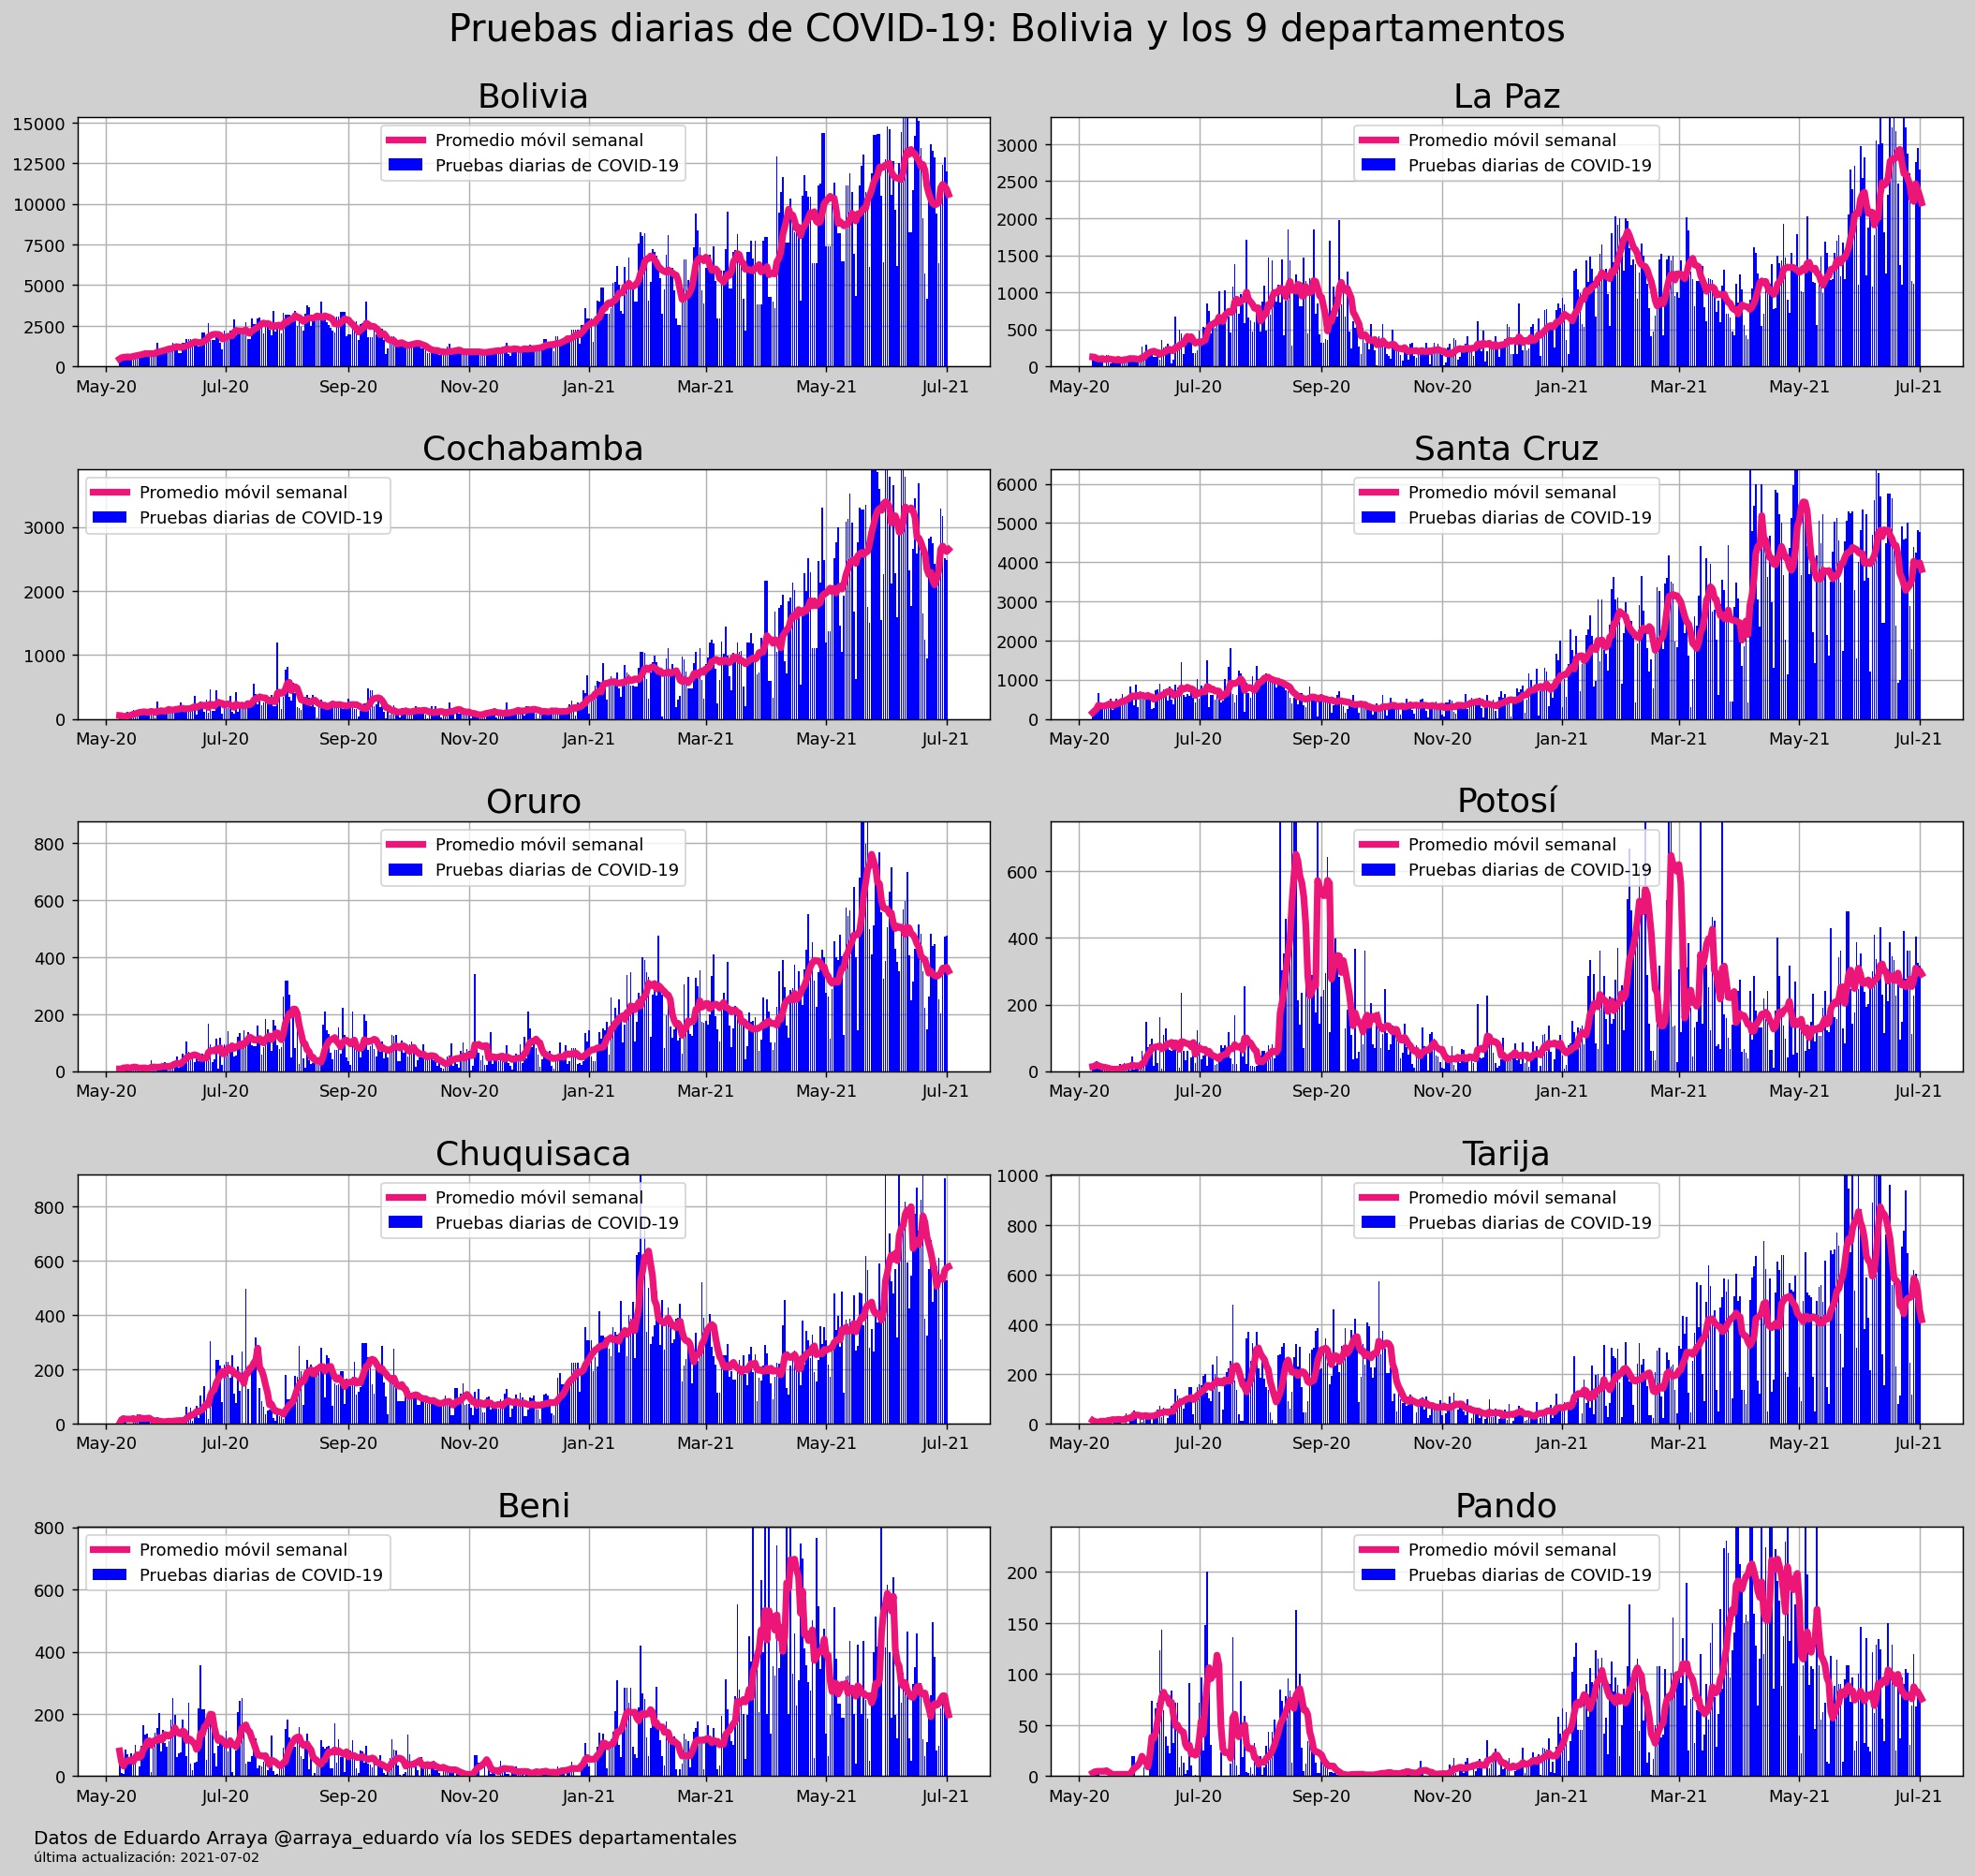 Pruebas diarias de COVID-19: Bolivia y los 9 departamentos
Bolivia
15000
12500
10000
7500
5000
2500
0
Promedio móvil semanal
Pruebas diarias de COVID-19
May-20 Jul-20 Sep-20 Nov-20 Jan-21 Mar-21 May-21 Jul-21
La Paz
3000
2500
2000
1500
1000
500
0
Promedio móvil semanal
Pruebas diarias de COVID-19
May-20 Jul-20 Sep-20 Nov-20 Jan-21 Mar-21 May-21 Jul-21
Cochabamba
3000
2000
1000
0
Promedio móvil semanal
Pruebas diarias de COVID-19
May-20 Jul-20 Sep-20 Nov-20 Jan-21 Mar-21 May-21 Jul-21
Santa Cruz
6000
5000
4000
3000
2000
1000
0
Promedio móvil semanal
Pruebas diarias de COVID-19
May-20 Jul-20 Sep-20 Nov-20 Jan-21 Mar-21 May-21 Jul-21
Oruro
800
600
400
200
0
Promedio móvil semanal
Pruebas diarias de COVID-19
May-20 Jul-20 Sep-20 Nov-20 Jan-21 Mar-21 May-21 Jul-21
Potosí
600
400
200
0
Promedio móvil semanal
Pruebas diarias de COVID-19
May-20 Jul-20 Sep-20 Nov-20 Jan-21 Mar-21 May-21 Jul-21
Chuquisaca
800
600
400
200
0
Promedio móvil semanal
Pruebas diarias de COVID-19
May-20 Jul-20 Sep-20 Nov-20 Jan-21 Mar-21 May-21 Jul-21
Tarija
1000
800
600
400
200
0
Promedio móvil semanal
Pruebas diarias de COVID-19
May-20 Jul-20 Sep-20 Nov-20 Jan-21 Mar-21 May-21 Jul-21
Beni
800
600
400
200
0
Promedio móvil semanal
Pruebas diarias de COVID-19
May-20 Jul-20 Sep-20 Nov-20 Jan-21 Mar-21 May-21 Jul-21
Pando
200
150
100
50
0
Promedio móvil semanal
Pruebas diarias de COVID-19
May-20 Jul-20 Sep-20 Nov-20 Jan-21 Mar-21 May-21 Jul-21
Datos de Eduardo Arraya @arraya_eduardo vía los SEDES departamentales
última actualización: 2021-07-02